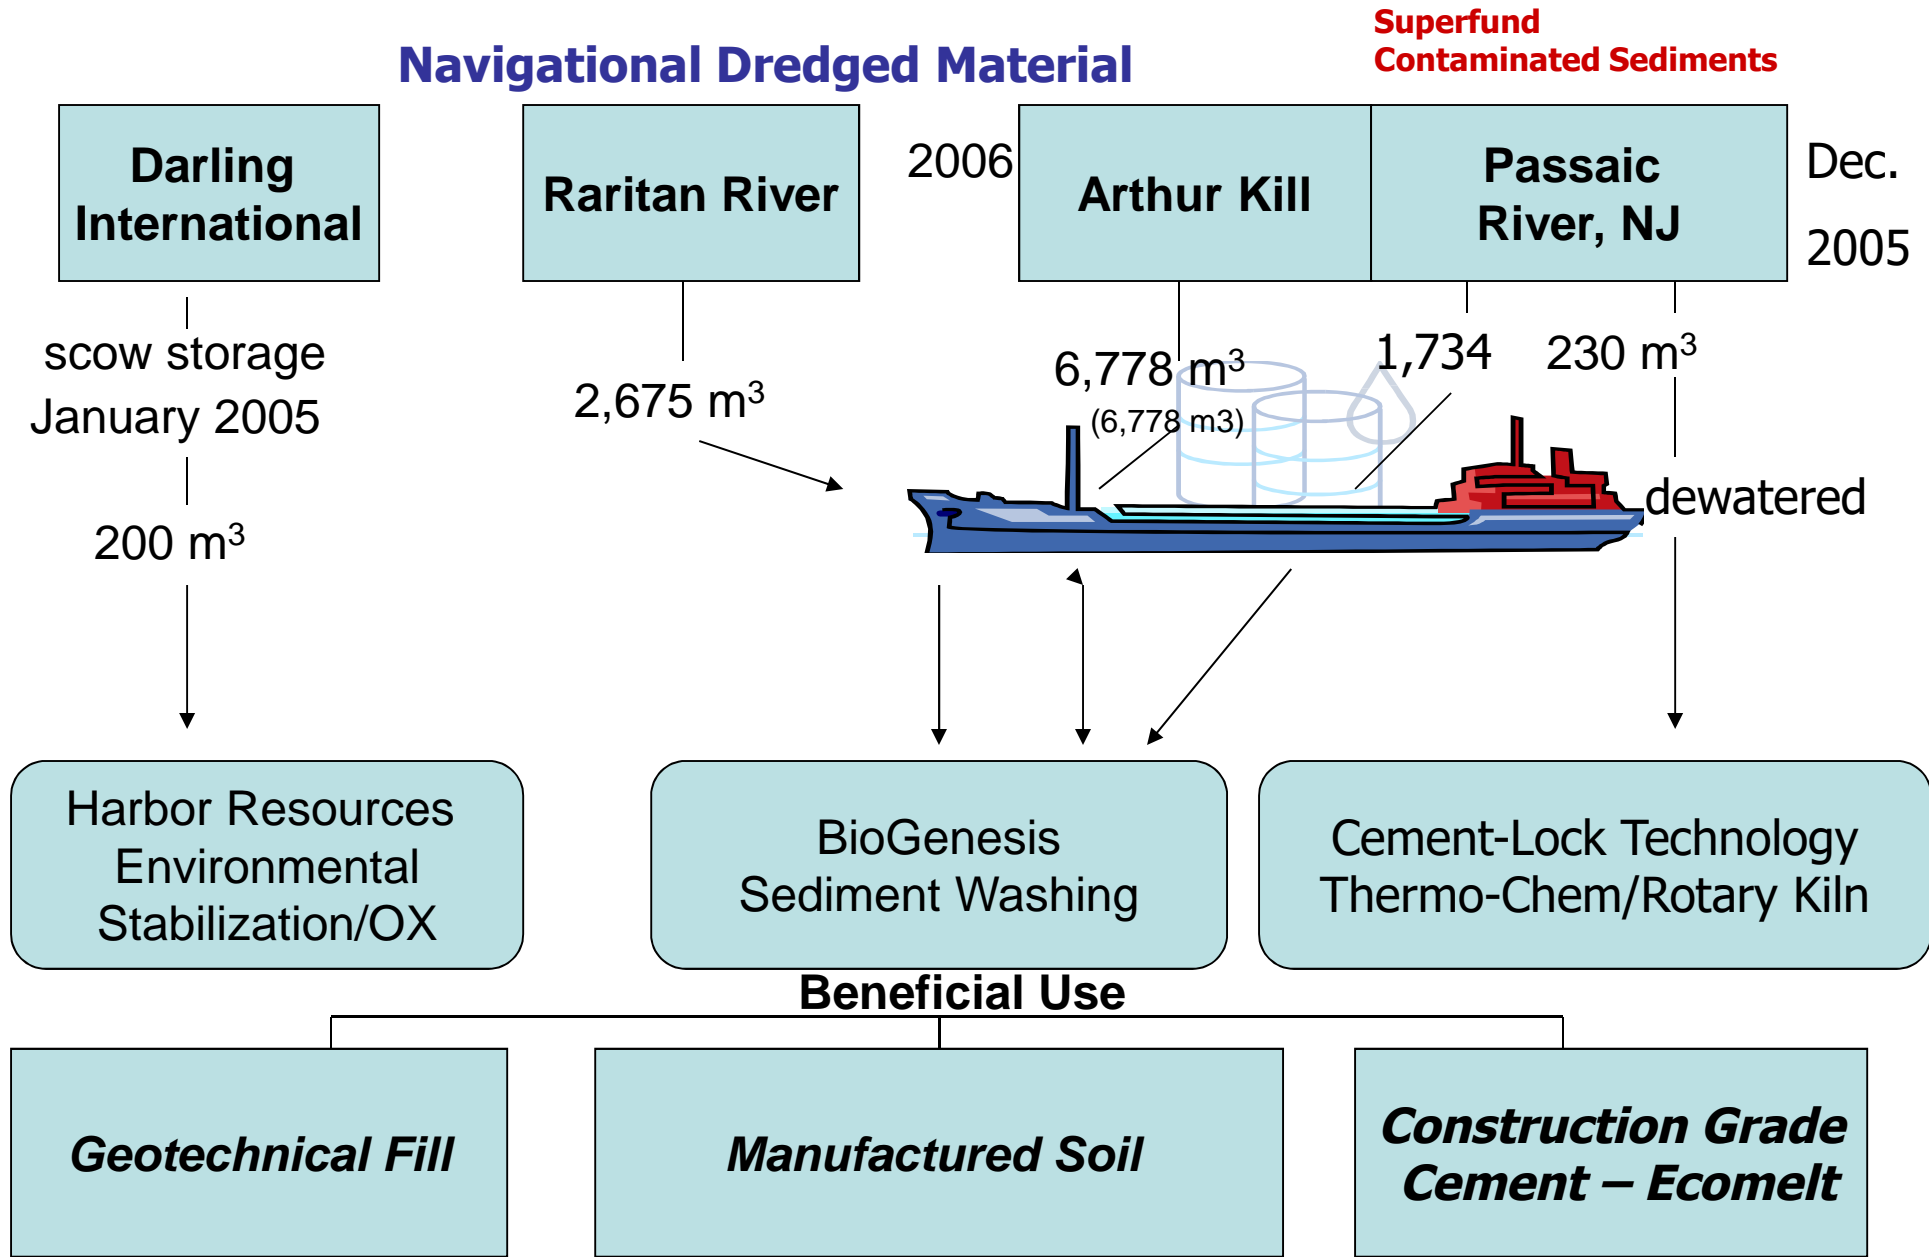 Superfund
Contaminated Sediments
Navigational Dredged Material
Darling
International
Raritan River
2006
Arthur Kill
Passaic
River, NJ
Dec.
2005
scow storage
January 2005
200 m³
2,675 m³
6,778 m³
(6,778 m3)
1,734
230 m³
dewatered
Harbor Resources
Environmental
Stabilization/OX
BioGenesis
Sediment Washing
Cement-Lock Technology
Thermo-Chem/Rotary Kiln
Beneficial Use
Geotechnical Fill
Manufactured Soil
Construction Grade
Cement – Ecomelt